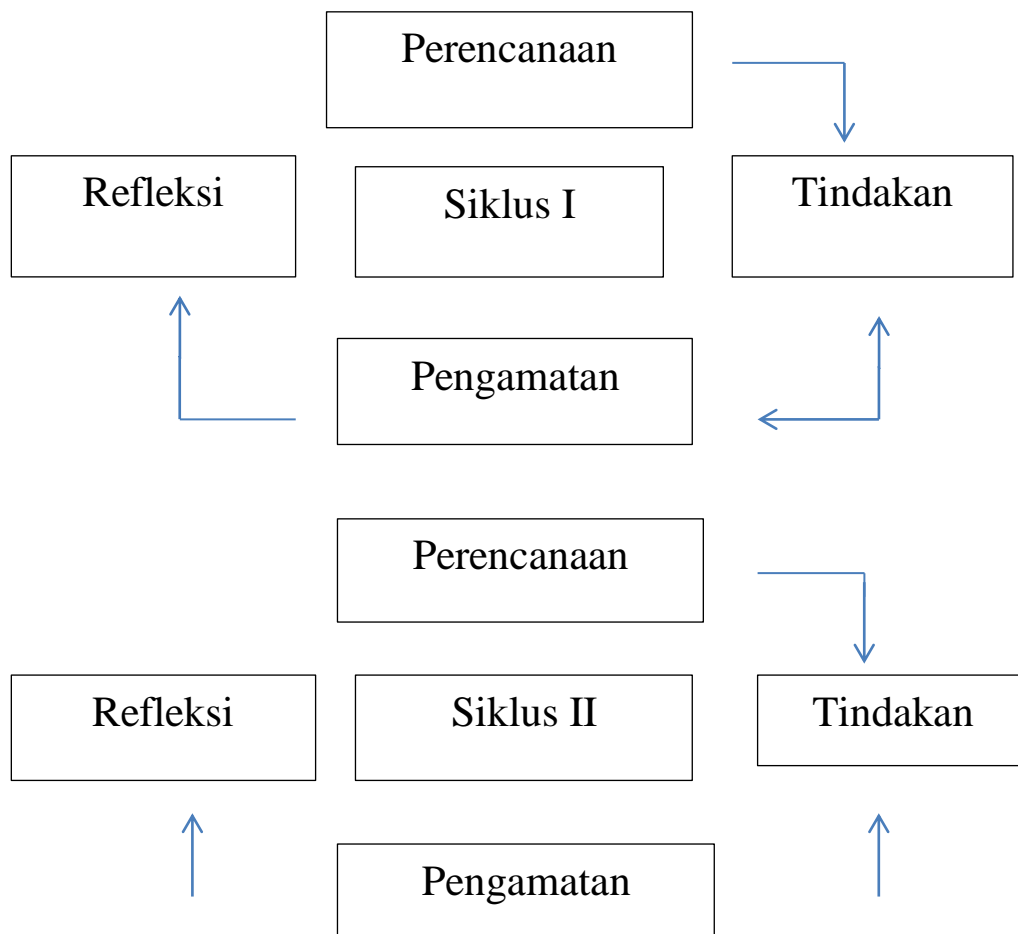 Perencanaan
Refleksi
Siklus I
Tindakan
Pengamatan
Perencanaan
Refleksi
Siklus II
Tindakan
Pengamatan